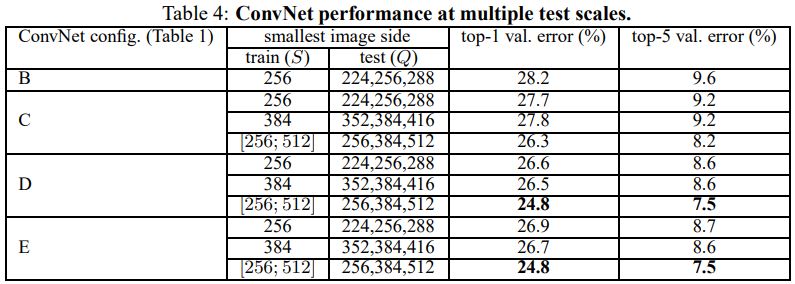 Table 4: ConvNet performance at multiple test scales.
ConvNet config. (Table 1) smallest image side top-1 val. error (%) top-5 val. error (%)
train (S) test (Q)
B 256 224,256,288 28.2 9.6
C 256 224,256,288 27.7 9.2
384 352,384,416 27.8 9.2
[256; 512] 256,384,512 26.3 8.2
D 256 224,256,288 26.6 8.6
384 352,384,416 26.5 8.6
[256; 512] 256,384,512 24.8 7.5
E 256 224,256,288 26.9 8.7
384 352,384,416 26.7 8.6
[256; 512] 256,384,512 24.8 7.5